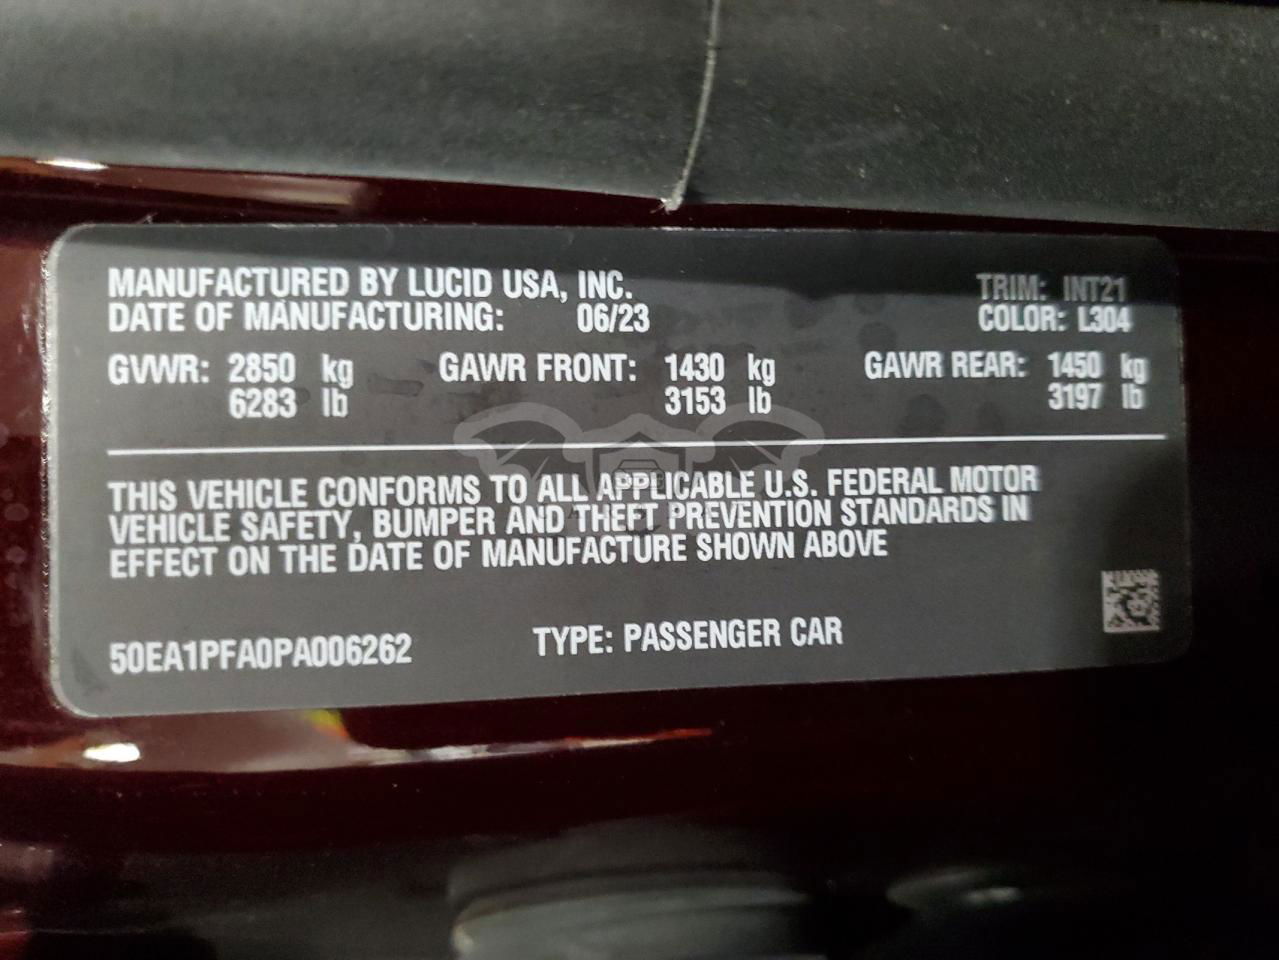 MANUFACTURED BY LUCID USA, INC. TRIM: INT21
DATE OF MANUFACTURING: 06/23 COLOR: L304
GVWR: 2850 kg GAWR FRONT: 1430 kg GAWR REAR: 1450 kg
6283 lb 3153 lb 3197 lb
THIS VEHICLE CONFORMS TO ALL APPLICABLE U.S. FEDERAL MOTOR
VEHICLE SAFETY, BUMPER AND THEFT PREVENTION STANDARDS IN
EFFECT ON THE DATE OF MANUFACTURE SHOWN ABOVE
50EA1PFA0PA006262 TYPE: PASSENGER CAR